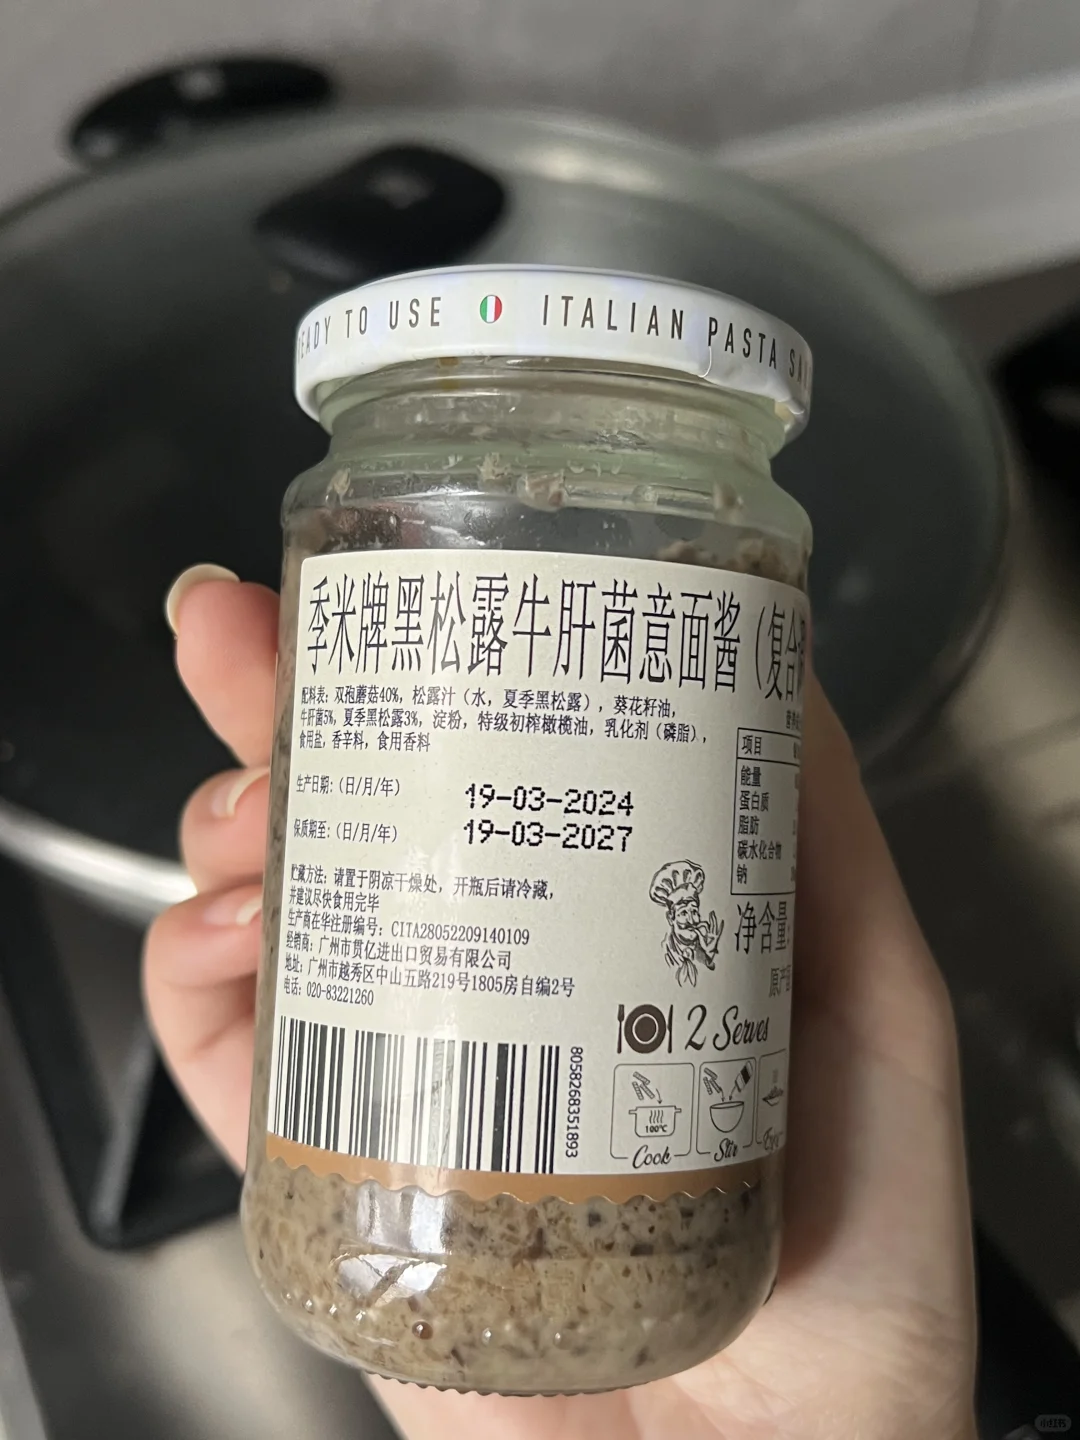 READY TO USE ITALIAN PASTA
季米牌黑松露牛肝菌意面酱（复合
配料表：双孢蘑菇40%，松露汁（水，夏季黑松露），葵花籽油，
牛肝菌5%，夏季黑松露3%，淀粉，特级初榨橄榄油，乳化剂（磷脂），
食用盐，香辛料，食用香料
生产日期：（日/月/年） 19-03-2024
保质期至：（日/月/年） 19-03-2027
贮藏方法：请置于阴凉干燥处，开瓶后请冷藏，
并建议尽快食用完毕
生产商在华注册编号：CITA28052209140109
经销商：广州市贯亿进出口贸易有限公司
地址：广州市越秀区中山五路219号1805房自编2号
电话：020-83221260
8058268351893
项目
能量
蛋白质
脂肪
碳水化合物
钠
净含量:
原产
2 Serves
100°C
Cook
Stir